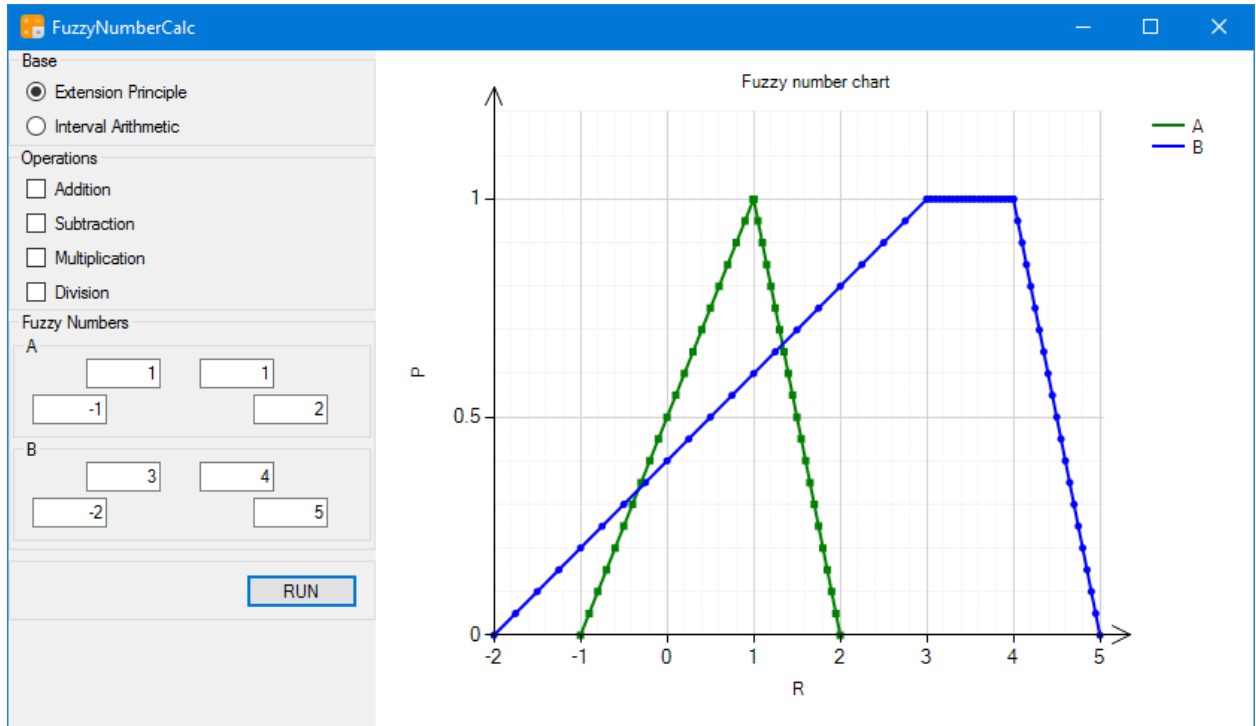 FuzzyNumberCalc
Base
Extension Principle
Interval Arithmetic
Operations
Addition
Subtraction
Multiplication
Division
Fuzzy Numbers
A
1 1
-1 2
B
3 4
-2 5
RUN
Fuzzy number chart
A
B
1
0.5
0
P
-2 -1 0 1 2 3 4 5
R